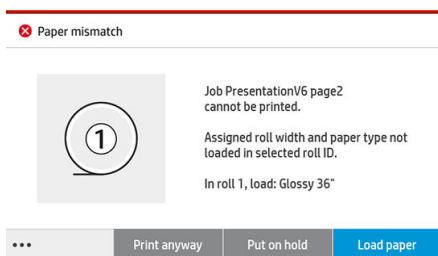 Paper mismatch
Job PresentationV6 page2
cannot be printed.
Assigned roll width and paper type not
loaded in selected roll ID.
In roll 1, load: Glossy 36"
1
Print anyway
Put on hold
Load paper